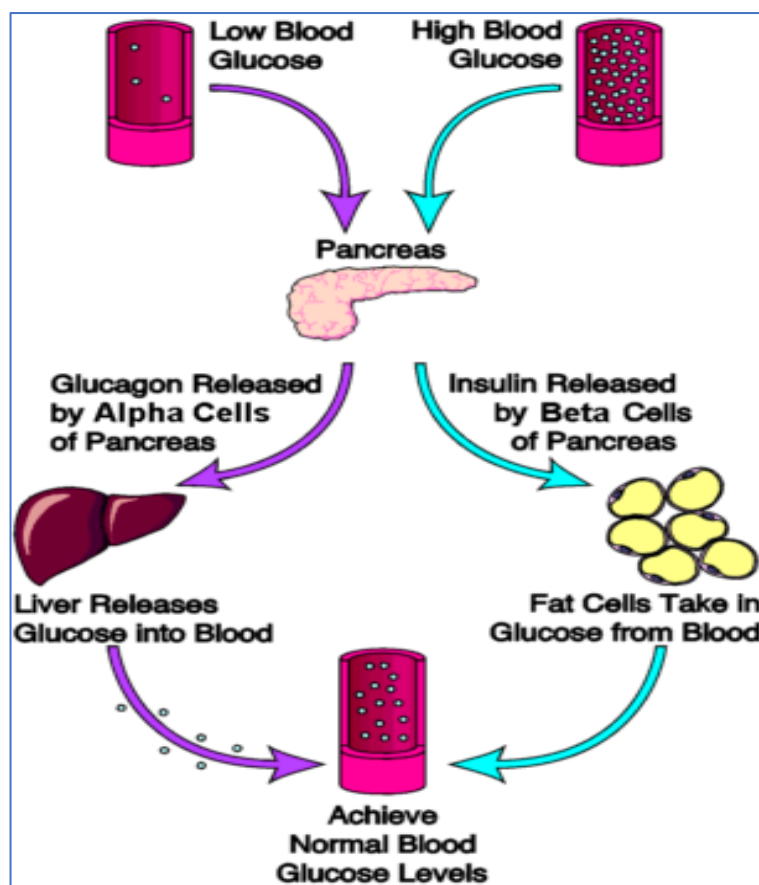 Low Blood
Glucose
High Blood
Glucose
Pancreas
Glucagon Released
by Alpha Cells
of Pancreas
Insulin Released
by Beta Cells
of Pancreas
Liver Releases
Glucose into Blood
Fat Cells Take in
Glucose from Blood
Achieve
Normal Blood
Glucose Levels